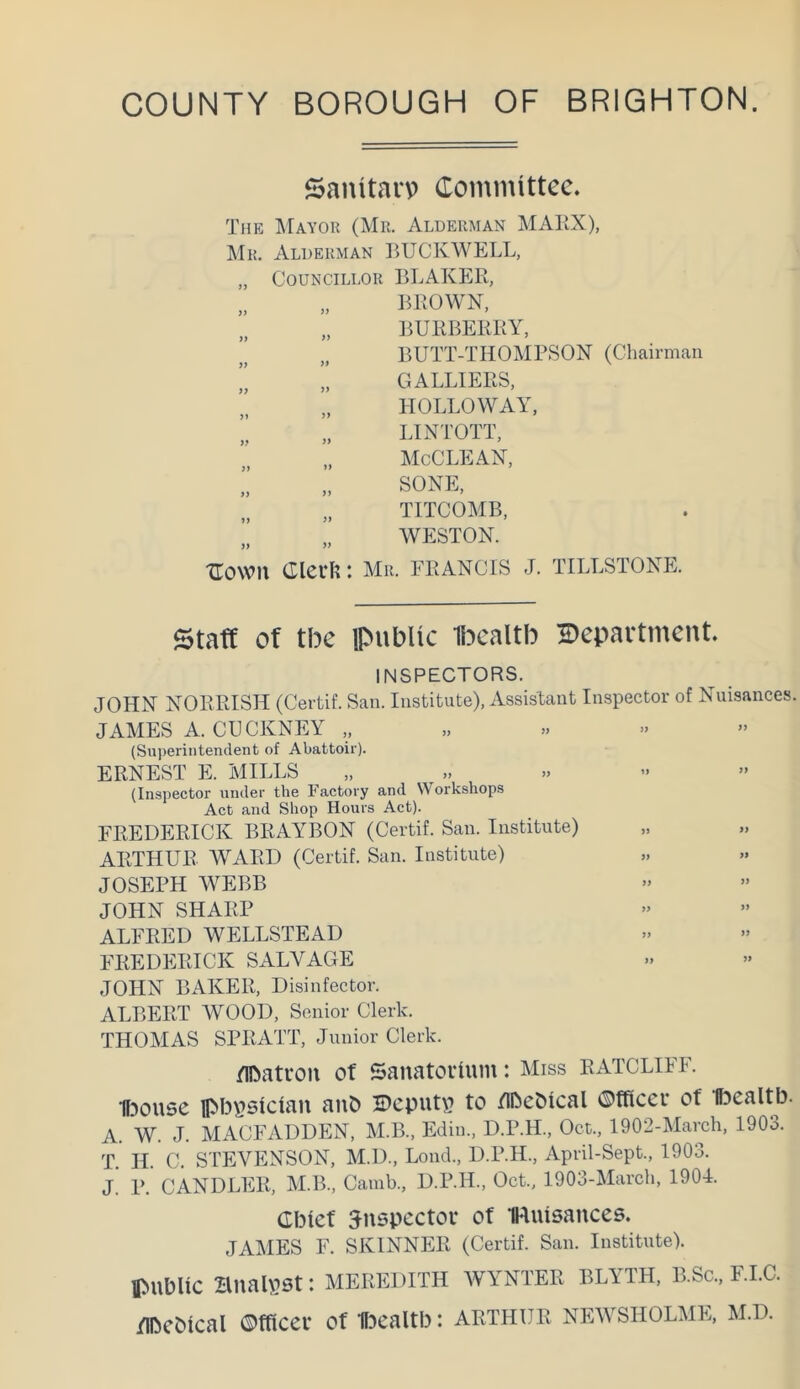 COUNTY BOROUGH OF BRIGHTON.
Sanitary Committee.
THE MAYOR (MR. ALDERMAN MARX),
MR. ALDERMAN BUCKWELL,
„ COUNCILLOR BLAKER,
„ „ BROWN,
„ „ BURBERRY,
„ „ BUTT-THOMPSON (Chairman
„ „ GALLIERS,
„ „ HOLLOWAY,
„ „ LINTOTT,
„ „ McCLEAN,
„ „ SONE,
„ „ TITCOMB,
„ „ WESTON.
Town Clerk: MR. FRANCIS J. TILLSTONE.
Staff of the Public Health Department.
INSPECTORS.
JOHN NORRISH (Certif. San. Institute), Assistant Inspector of Nuisances.
JAMES A. CUCKNEY „ „ „ „ „
(Superintendent of Abattoir).
ERNEST E. MILLS „ „ „ „ „
(Inspector under the Factory and Workshops
Act and Shop Hours Act).
FREDERICK BRAYBON (Certif. San. Institute) „ „
ARTHUR WARD (Certif. San. Institute) „ „
JOSEPH WEBB „ „
JOHN SHARP „ „
ALFRED WELLSTEAD „ „
FREDERICK SALVAGE „ „
JOHN BAKER, Disinfector.
ALBERT WOOD, Senior Clerk.
THOMAS SPRATT, Junior Clerk.
Matron of Sanatorium: MISS RATCLIFF.
House Physician and Deputy to Medical Officer of Health.
A. W. J. MACFADDEN, M.B., Edin., D.P.H., Oct., 1902-March, 1903.
T. H. C. STEVENSON, M.D., Lond., D.P.H., April-Sept., 1903.
J. P. CANDLER, M.B., Camb., D.P.H., Oct., 1903-March, 1904.
Chief Inspector of Nuisances.
JAMES F. SKINNER (Certif. San. Institute).
Public Analyst: MEREDITH WYNTER BLYTH, B.Sc., F.I.C.
Medical Officer of Health: ARTHUR NEWSHOLME, M.D.